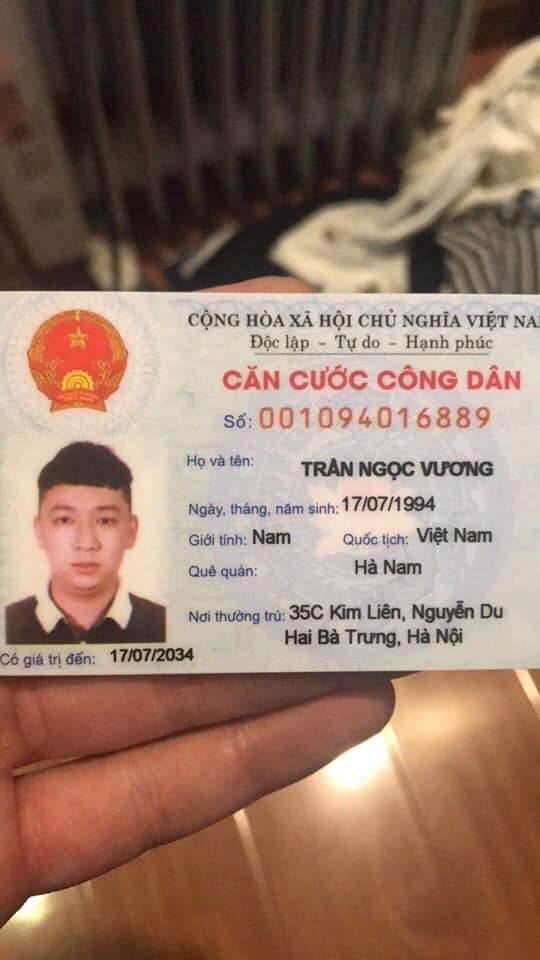 CỘNG HÒA XÃ HỘI CHỦ NGHĨA VIỆT NA
Độc lập - Tự do - Hạnh phúc
CĂN CƯỚC CÔNG DÂN
Số: 001094016889
Họ và tên: TRẦN NGỌC VƯƠNG
Ngày, tháng, năm sinh: 17/07/1994
Giới tính: Nam Quốc tịch: Việt Nam
Quê quán: Hà Nam
Nơi thường trú: 35C Kim Liên, Nguyễn Du
Hai Bà Trưng, Hà Nội
Có giá trị đến: 17/07/2034